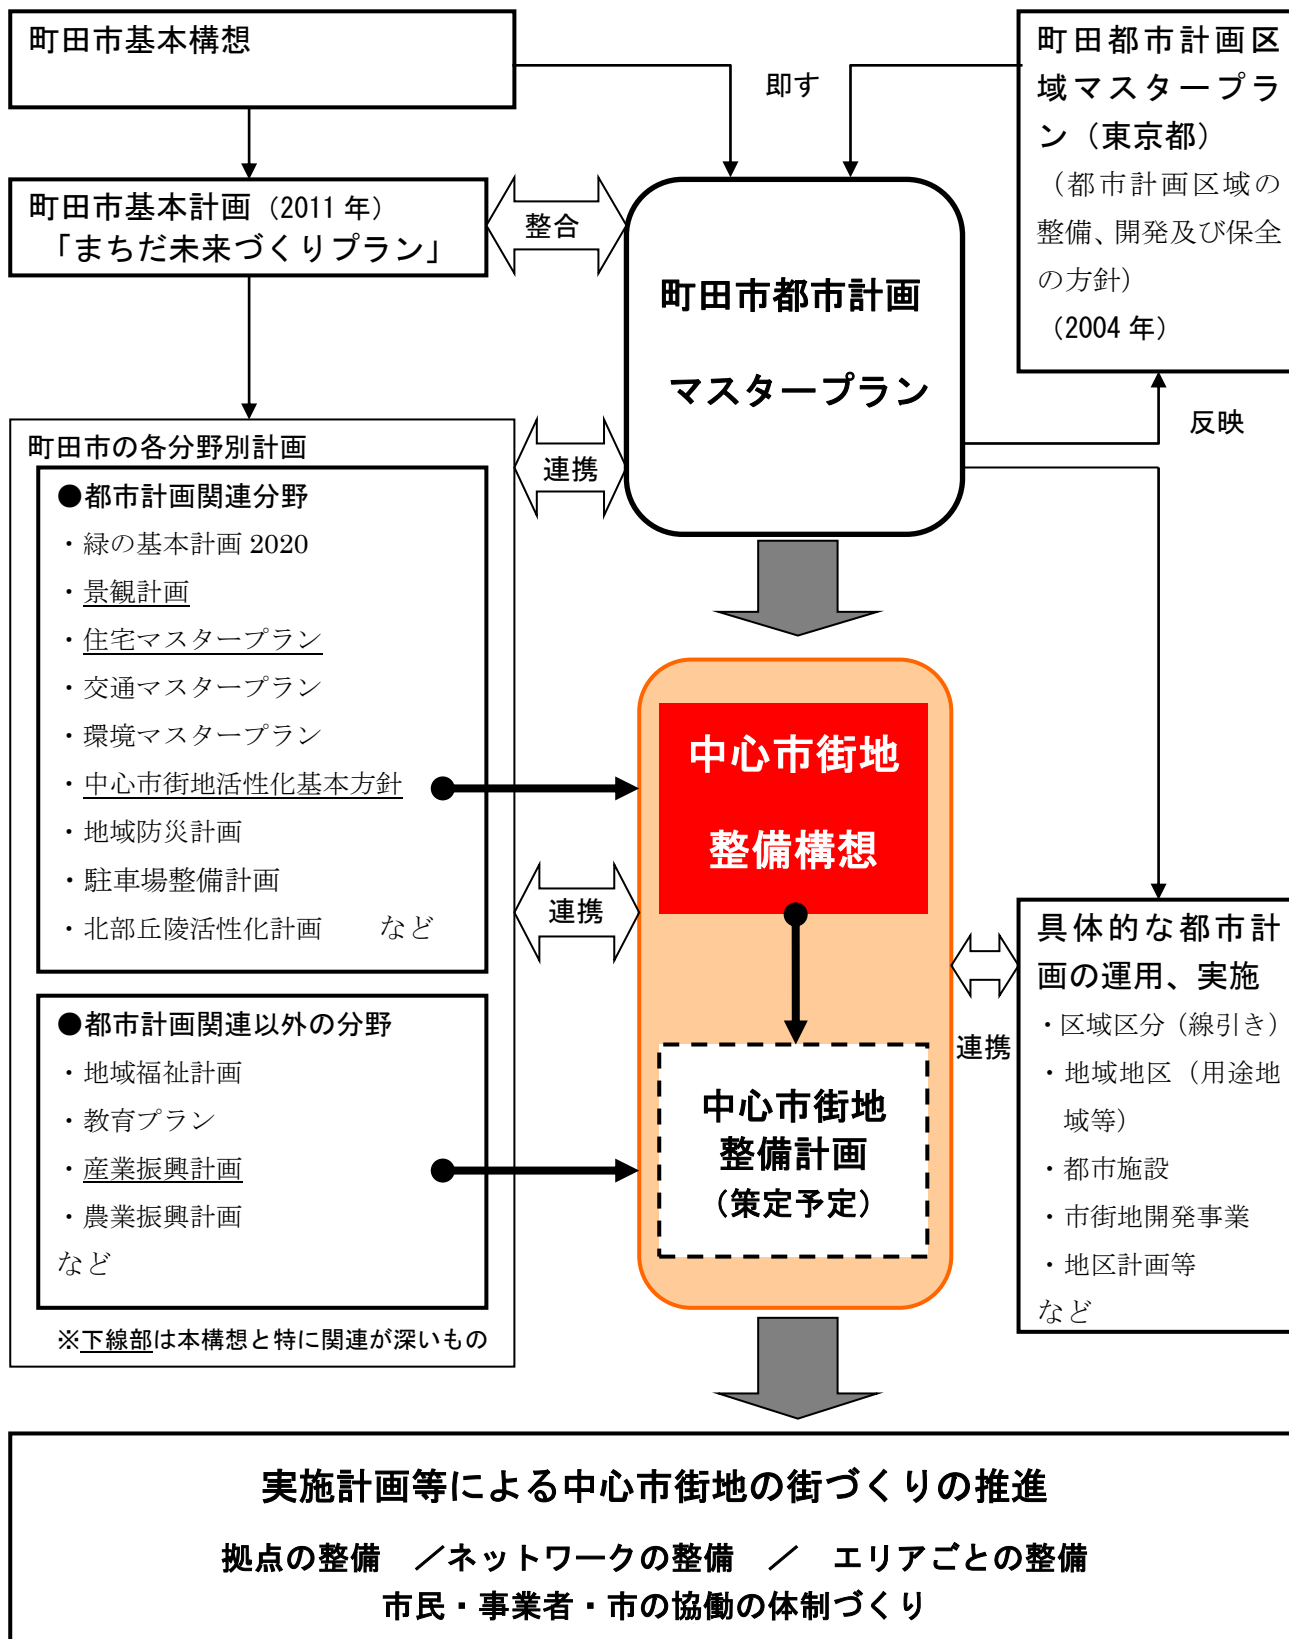 町田市基本構想
即す
町田都市計画区
域マスタープラ
ン（東京都）
（都市計画区域の
整備、開発及び保全
の方針）
（2004 年）
町田市基本計画（2011 年）
「まちだ未来づくりプラン」
整合
町田市都市計画
マスタープラン
反映
町田市の各分野別計画
連携
●都市計画関連分野
・緑の基本計画 2020
・景観計画
・住宅マスタープラン
・交通マスタープラン
・環境マスタープラン
・中心市街地活性化基本方針
・地域防災計画
・駐車場整備計画
・北部丘陵活性化計画　　など
連携
中心市街地
整備構想
●都市計画関連以外の分野
・地域福祉計画
・教育プラン
・産業振興計画
・農業振興計画
など
※下線部は本構想と特に関連が深いもの
中心市街地
整備計画
（策定予定）
連携
具体的な都市計
画の運用、実施
・区域区分（線引き）
・地域地区（用途地
域等）
・都市施設
・市街地開発事業
・地区計画等
など
実施計画等による中心市街地の街づくりの推進
拠点の整備　／ネットワークの整備　／　エリアごとの整備
市民・事業者・市の協働の体制づくり